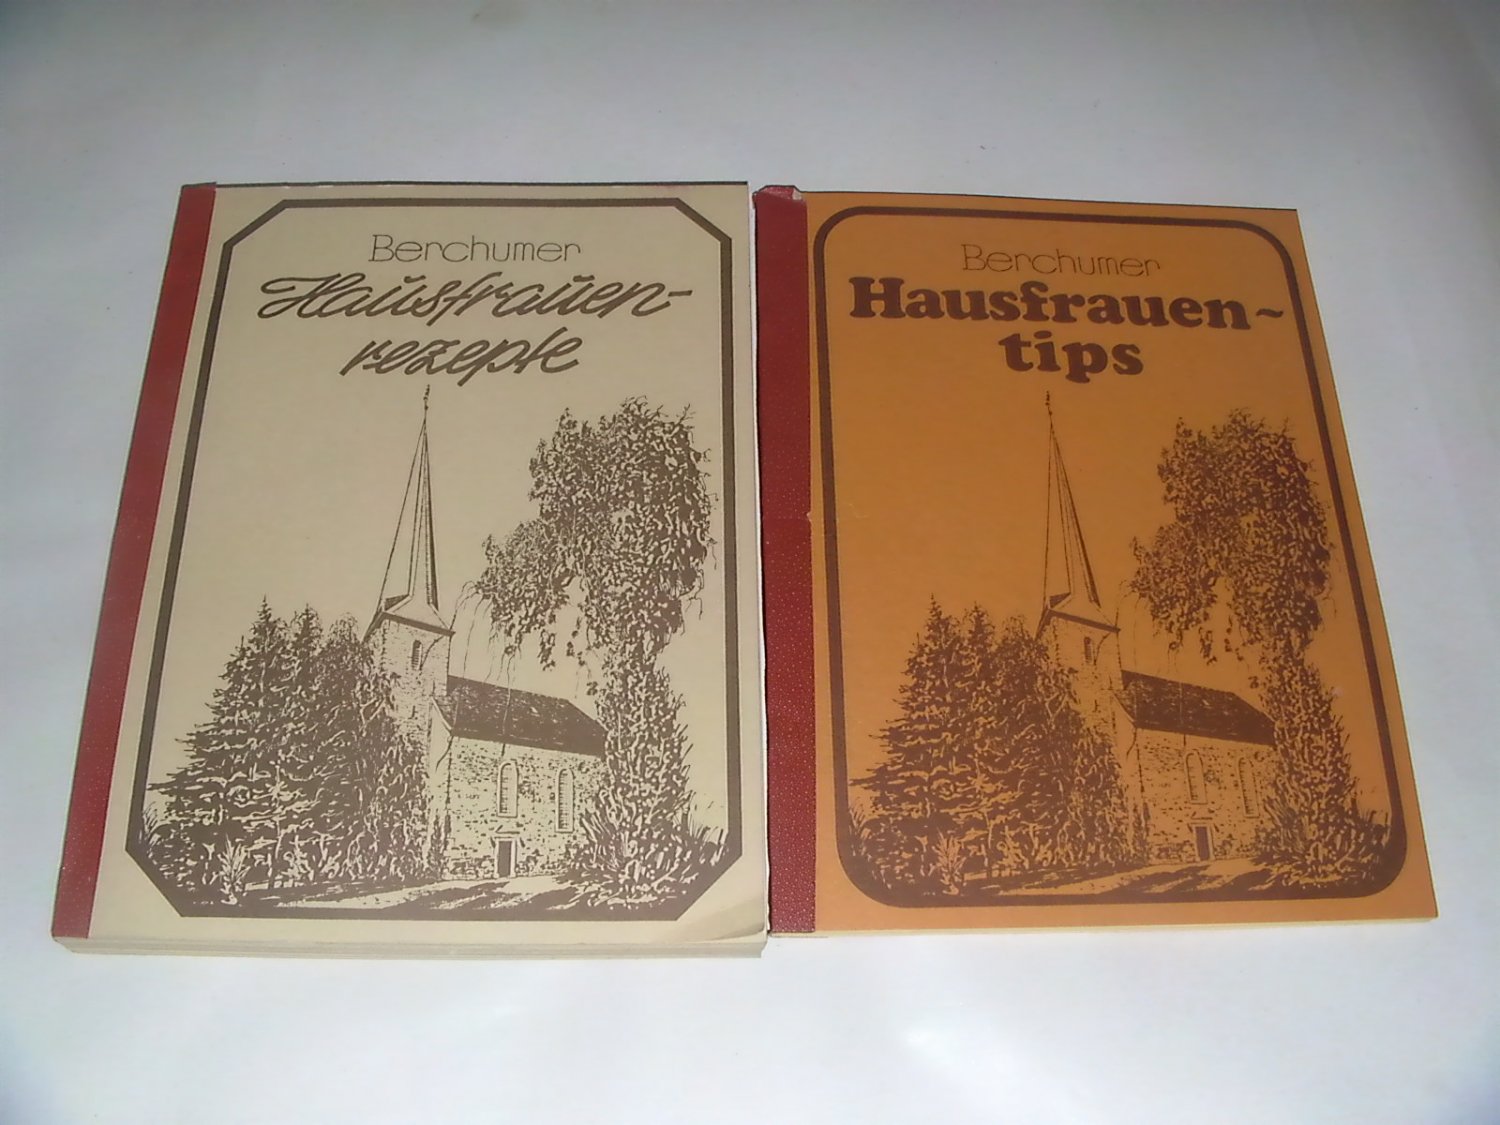 Berchumer
Hausfrauen-
rezepte
Berchumer
Hausfrauen-
tips